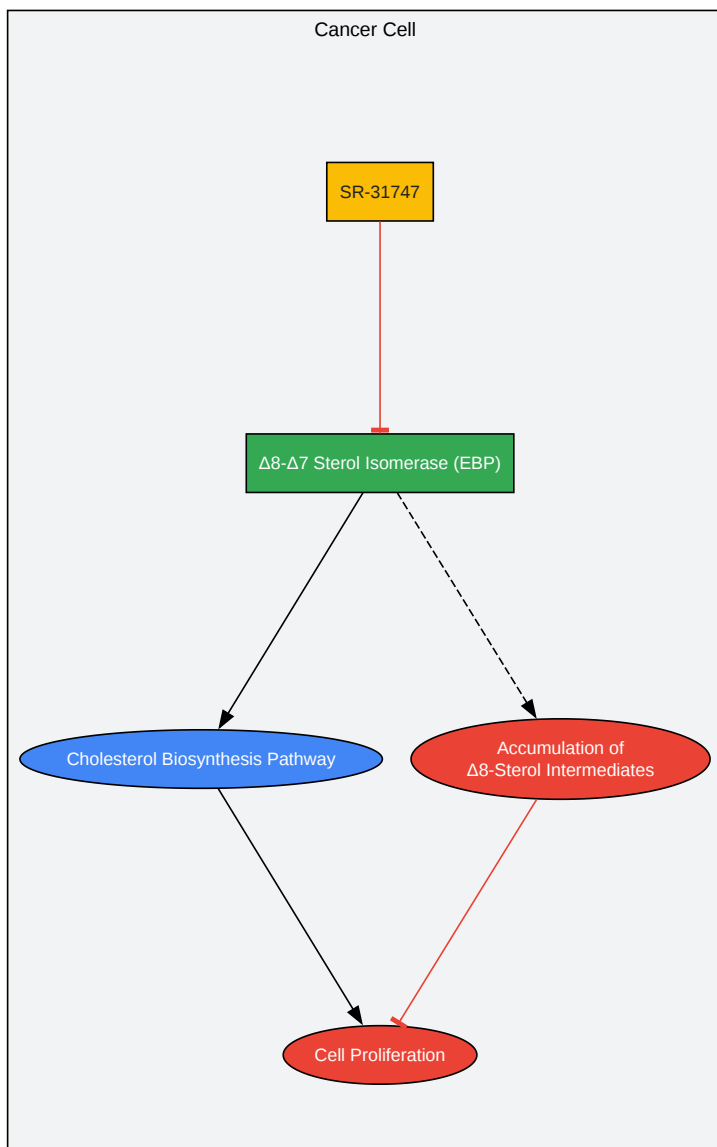 Cancer Cell
SR-31747
Δ8-Δ7 Sterol Isomerase (EBP)
Cholesterol Biosynthesis Pathway
Accumulation of
Δ8-Sterol Intermediates
Cell Proliferation